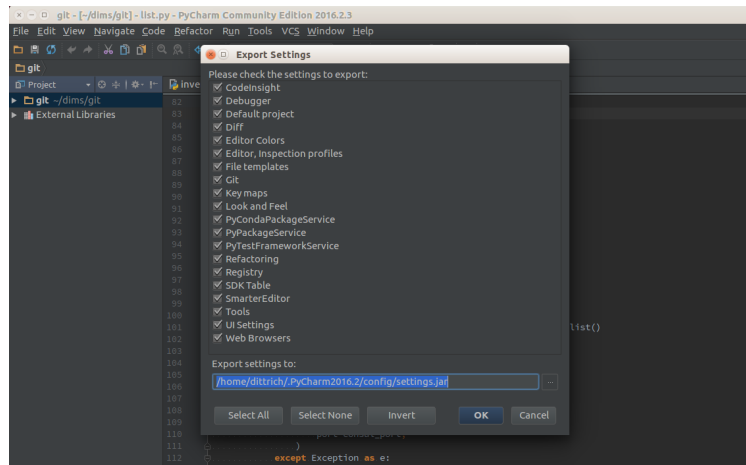 git - [~/dims/git] - list.py - PyCharm Community Edition 2016.2.3
File Edit View Navigate Code Refactor Run Tools VCS Window Help
Export Settings
git
Please check the settings to export:
Project
inve
CodeInsight
git ~/dims/git
82
Debugger
External Libraries
83
Default project
84
Diff
85
Editor Colors
86
Editor, Inspection profiles
87
File templates
88
Git
89
Keymaps
90
Look and Feel
91
PyCondaPackageService
92
PyPackageService
93
PyTestFrameworkService
94
Refactoring
95
Registry
96
SDK Table
97
SmarterEditor
98
Tools
99
UI Settings
100
Web Browsers
101
list()
102
103
Export settings to:
104
105
/home/dittrich/.PyCharm2016.2/config/settings.jar
...
106
107
Select All Select None Invert OK Cancel
108
109
110
111 )
112 except Exception as e: